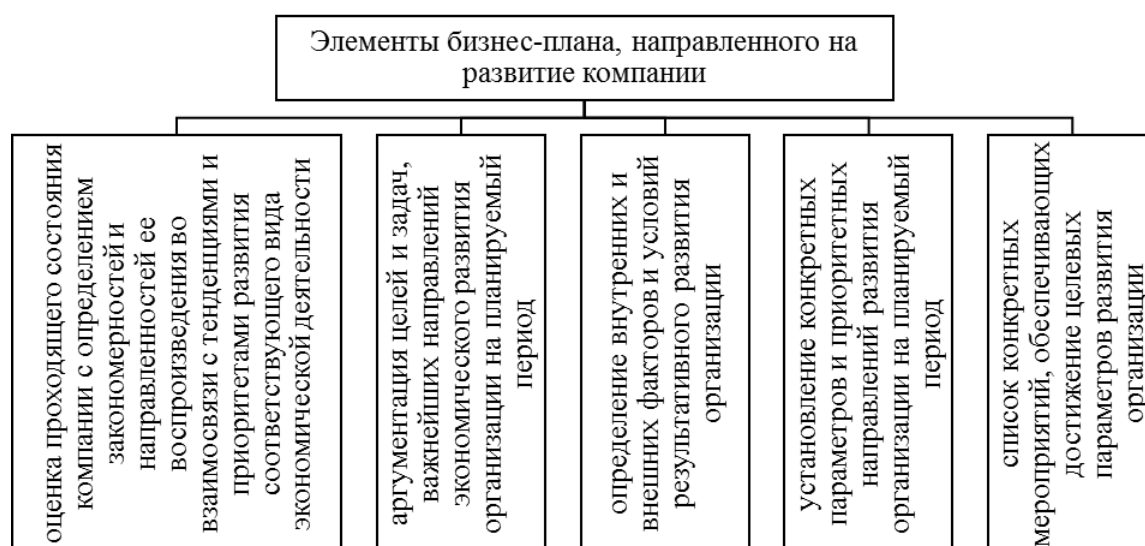 Элементы бизнес-плана, направленного на
развитие компании
оценка проходящего состояния
компании с определением
закономерностей и
направленностей ее
воспроизведения во
взаимосвязи с тенденциями и
приоритетами развития
соответствующего вида
экономической деятельности
аргументация целей и задач,
важнейших направлений
экономического развития
организации на планируемый
период
определение внутренних и
внешних факторов и условий
результативного развития
организации
установление конкретных
параметров и приоритетных
направлений развития
организации на планируемый
период
список конкретных
мероприятий, обеспечивающих
достижение целевых
параметров развития
организации